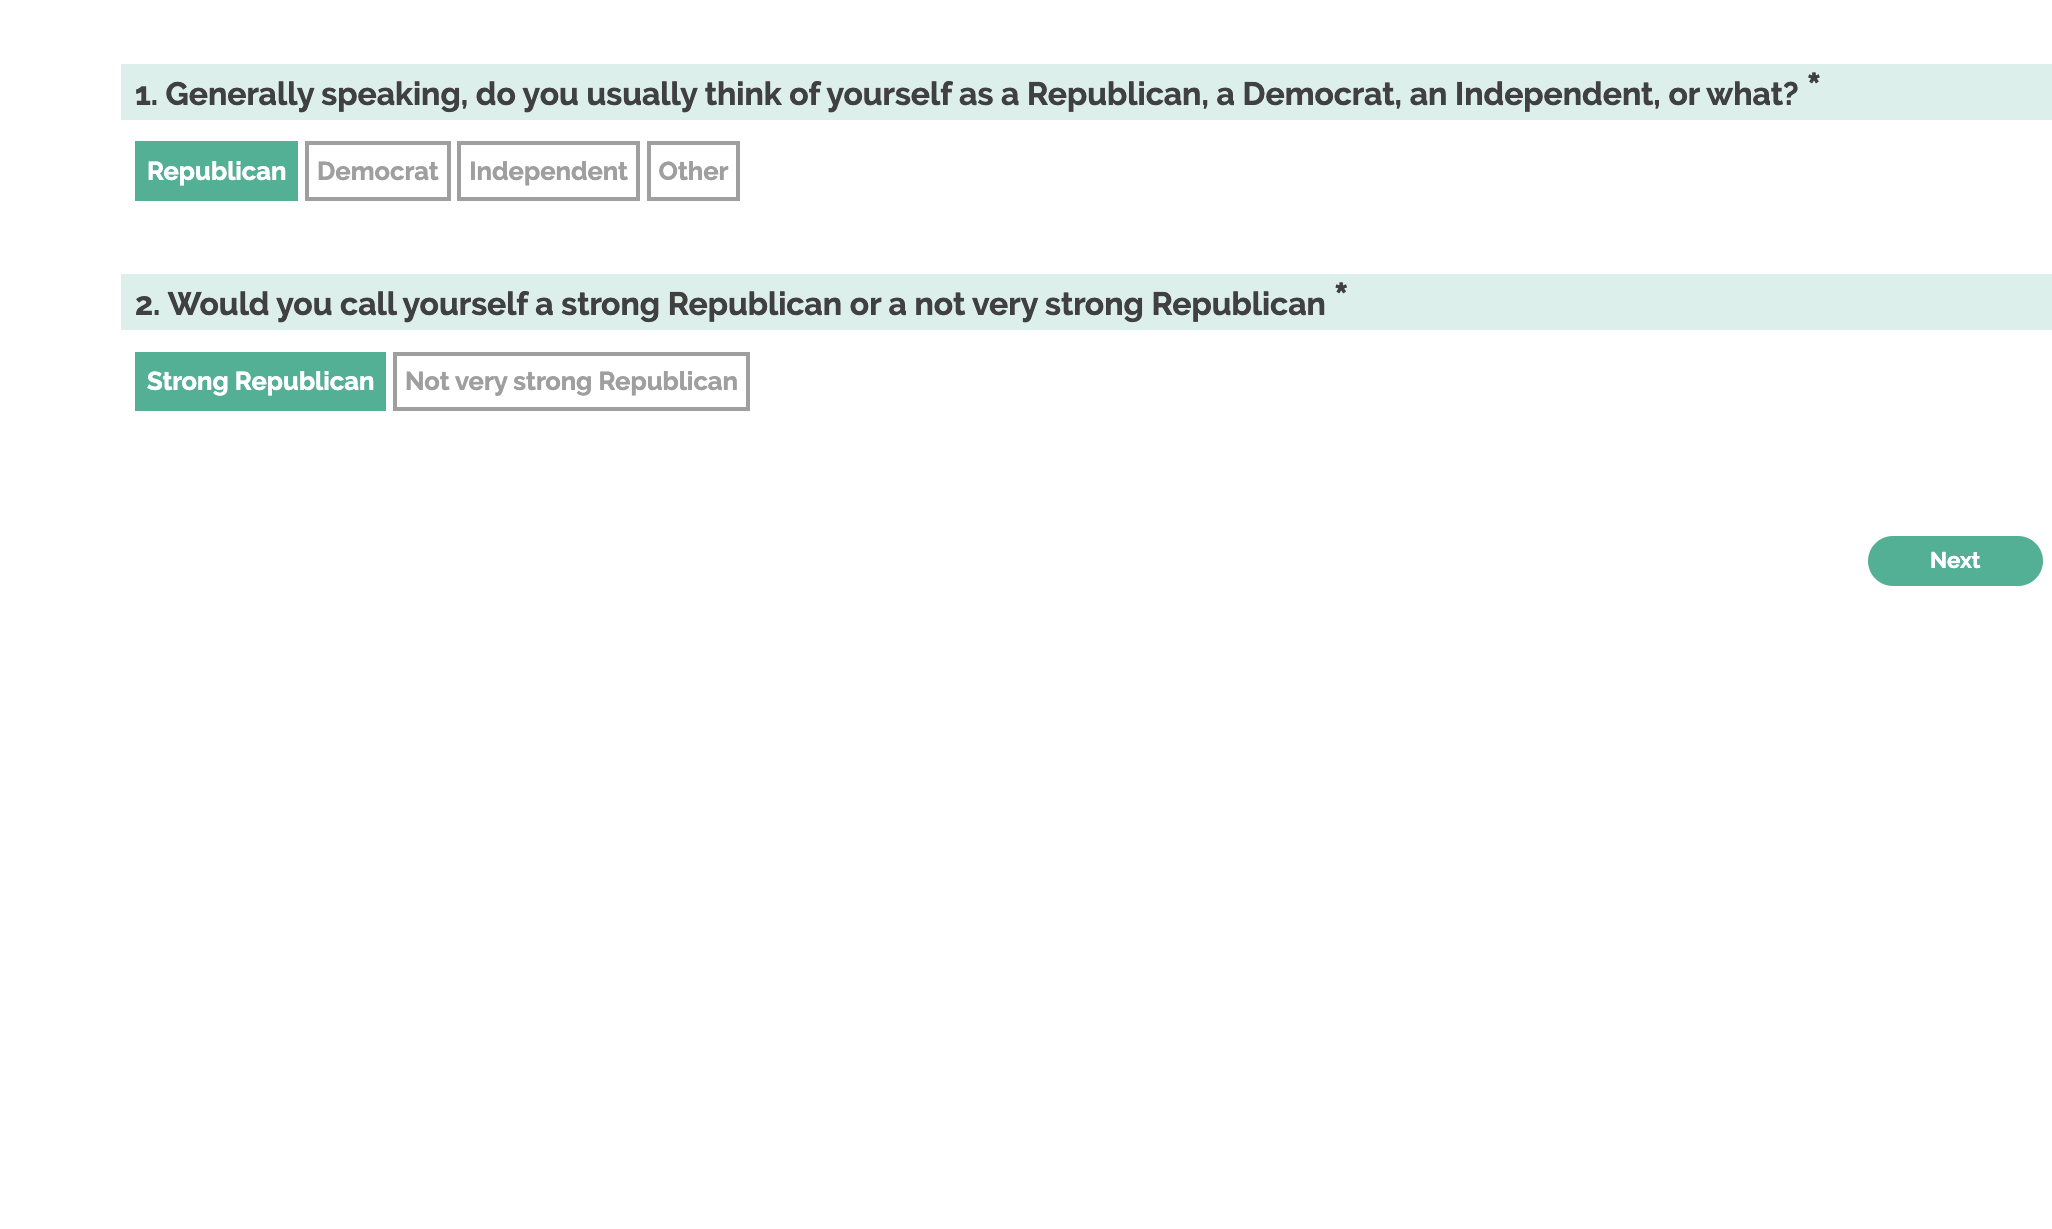 1. Generally speaking, do you usually think of yourself as a Republican, a Democrat, an Independent, or what? *
Republican Democrat Independent Other
2. Would you call yourself a strong Republican or a not very strong Republican *
Strong Republican Not very strong Republican
Next